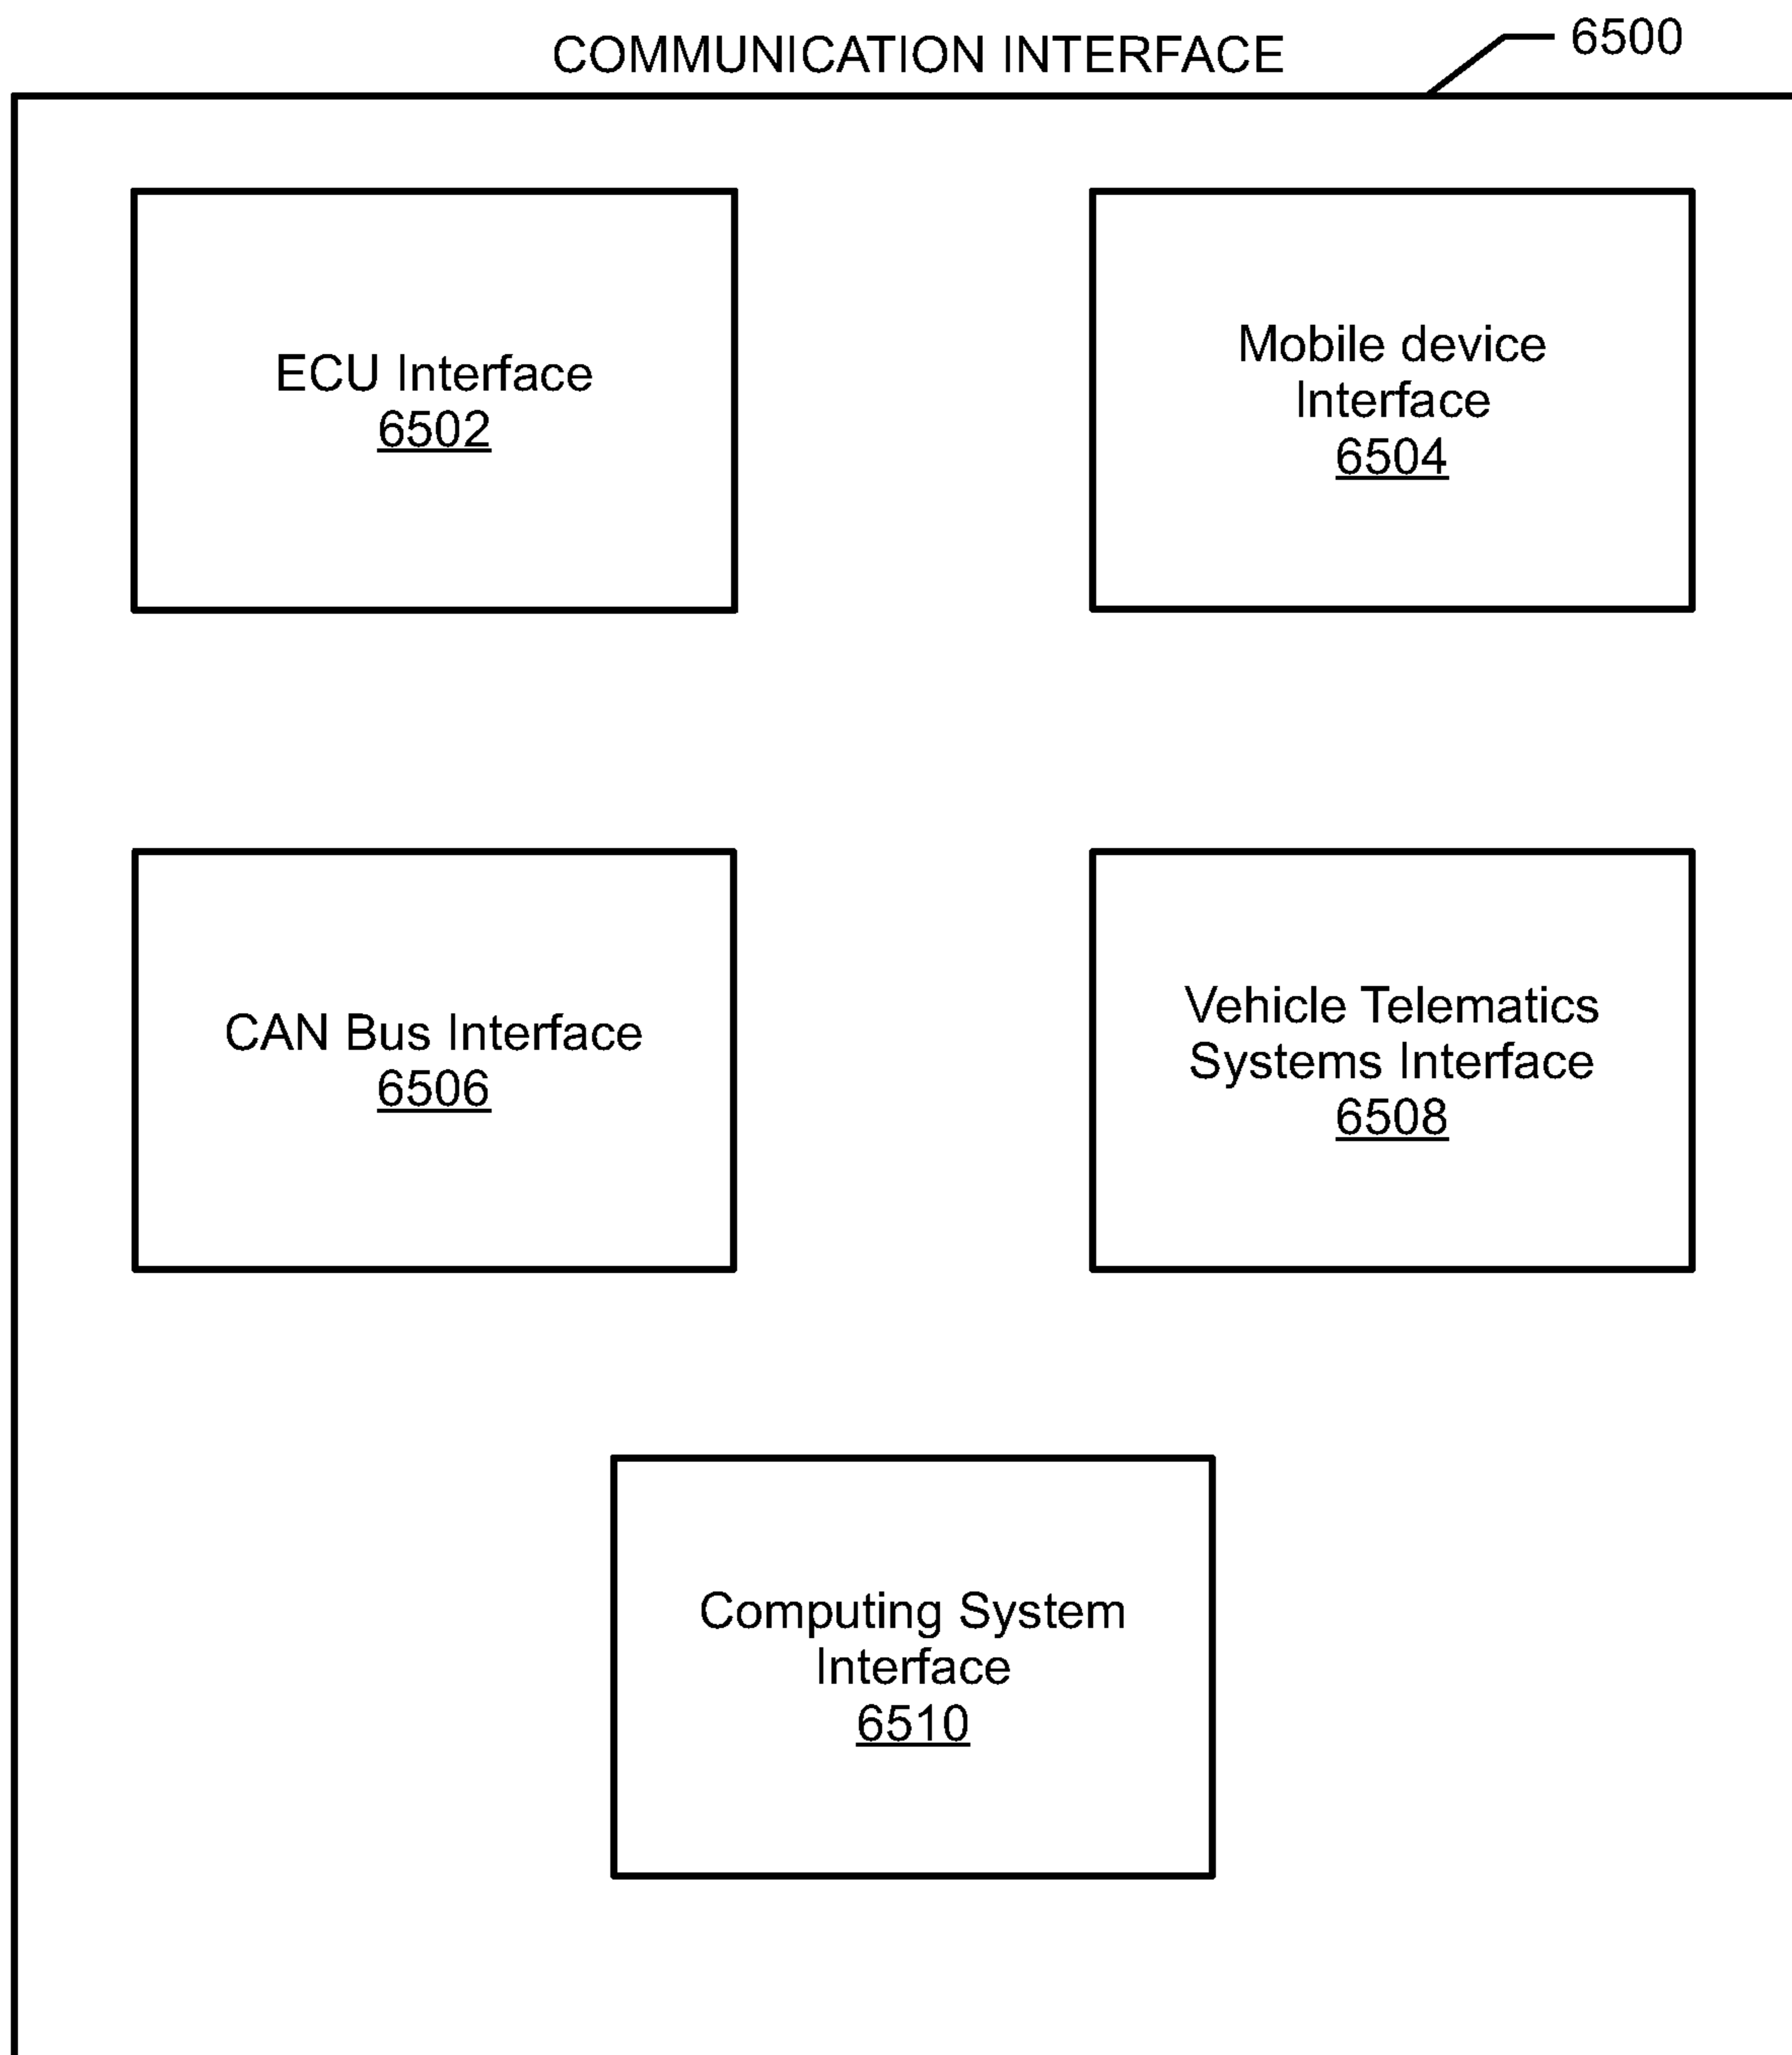 COMMUNICATION INTERFACE
6500
ECU Interface
6502
Mobile device
Interface
6504
CAN Bus Interface
6506
Vehicle Telematics
Systems Interface
6508
Computing System
Interface
6510